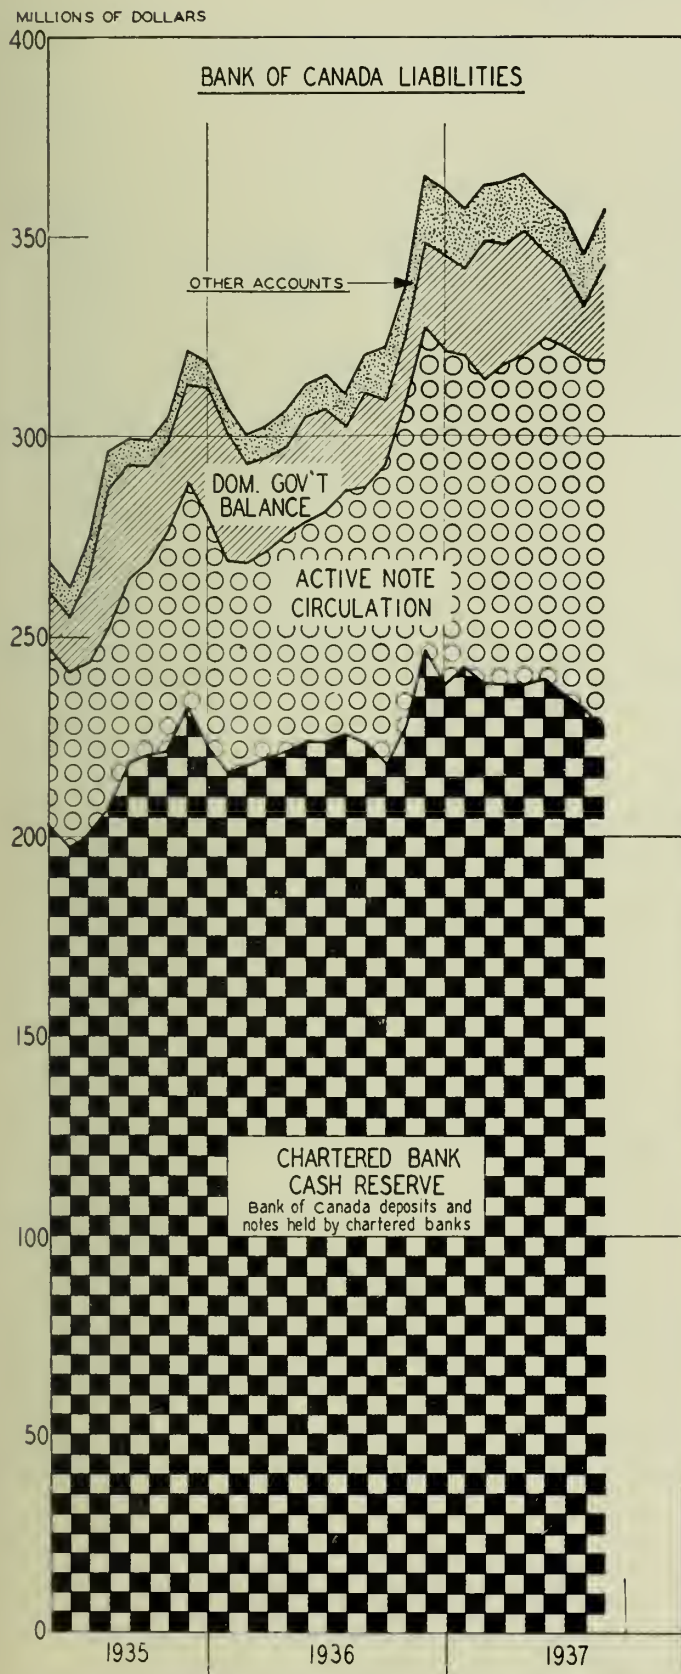 MILLIONS OF DOLLARS
400
BANK OF CANADA LIABILITIES
350
OTHER ACCOUNTS
300
DOM. GOV'T
BALANCE
ACTIVE NOTE
CIRCULATION
250
200
150
CHARTERED BANK
CASH RESERVE
Bank of Canada deposits and
notes held by chartered banks
100
50
0
1935 1936 1937